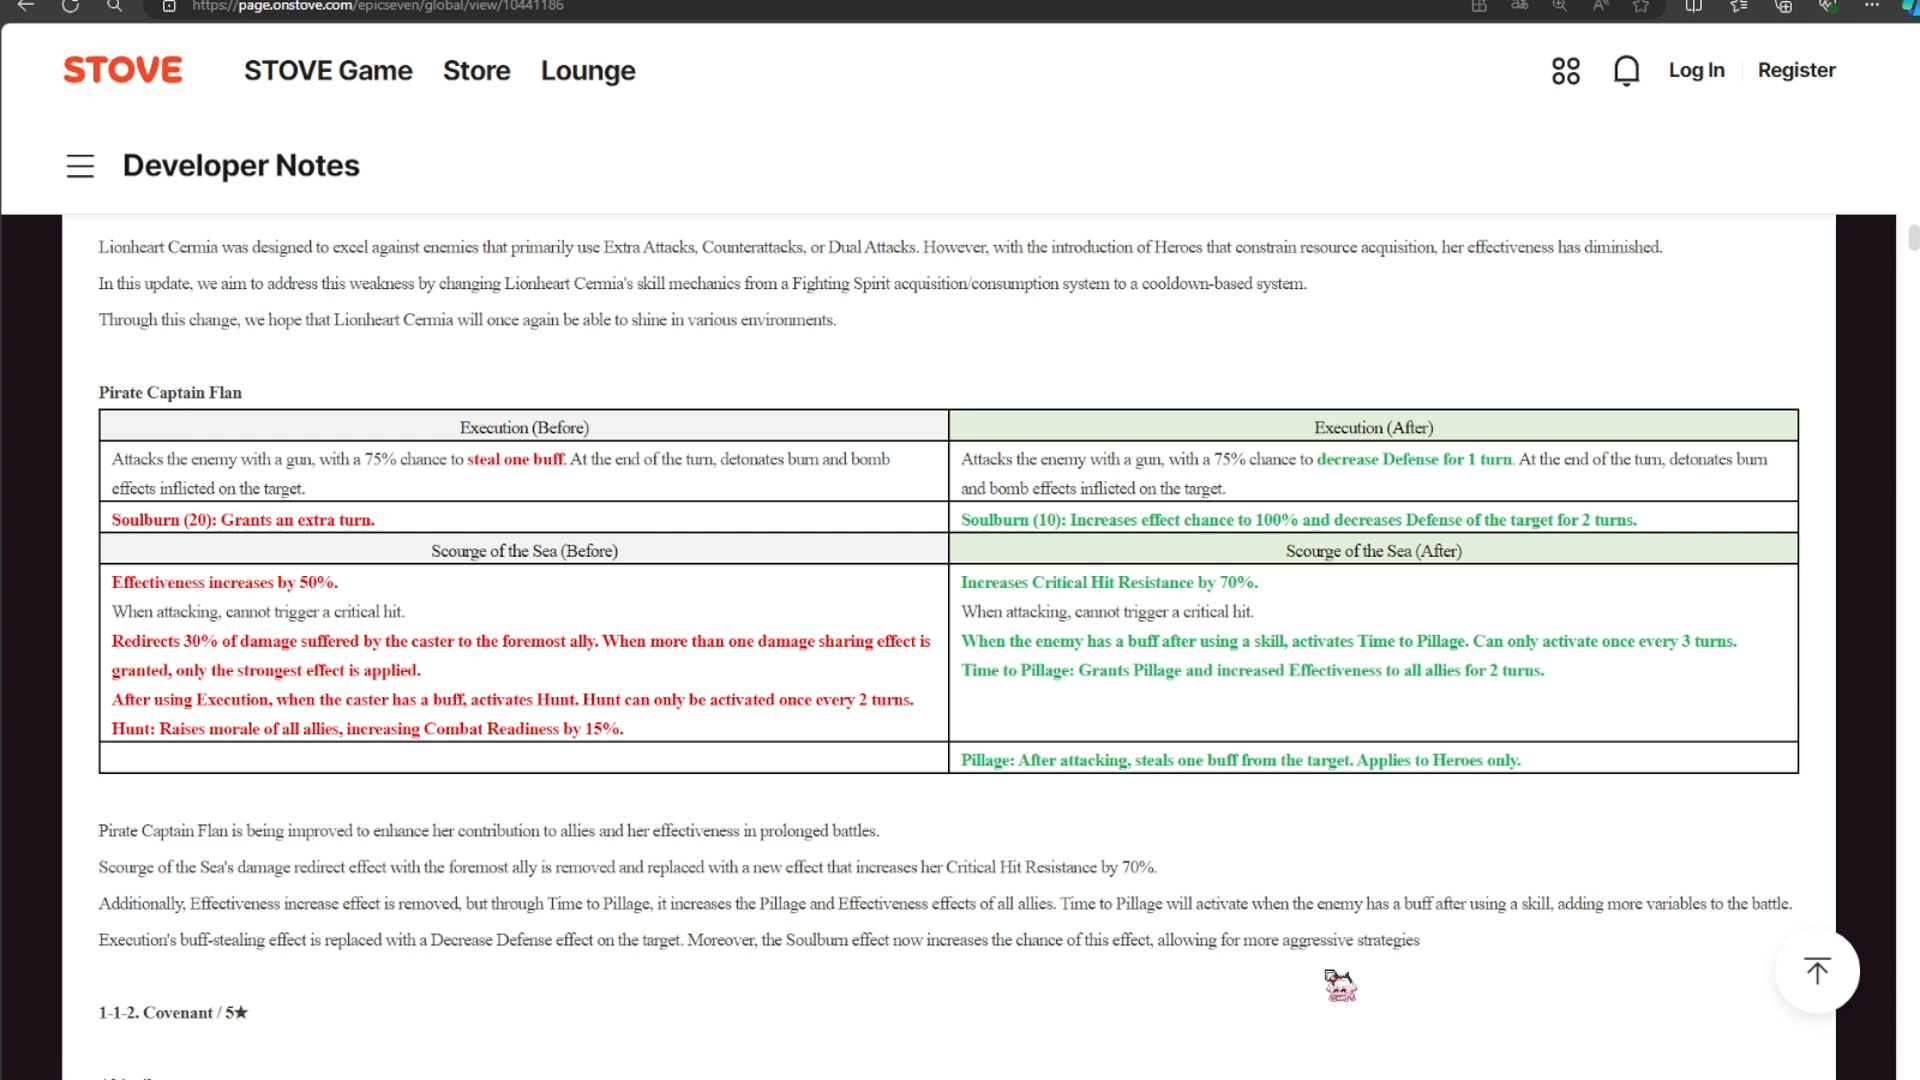 https://page.onstove.com/epicseven/global/view/10441186
STOVE
STOVE Game
Store
Lounge
Log In
Register
Developer Notes
Lionheart Cermia was designed to excel against enemies that primarily use Extra Attacks, Counterattacks, or Dual Attacks. However, with the introduction of Heroes that constrain resource acquisition, her effectiveness has diminished.
In this update, we aim to address this weakness by changing Lionheart Cermia's skill mechanics from a Fighting Spirit acquisition/consumption system to a cooldown-based system.
Through this change, we hope that Lionheart Cermia will once again be able to shine in various environments.
Pirate Captain Flan
Execution (Before)
Execution (After)
Attacks the enemy with a gun, with a 75% chance to steal one buff. At the end of the turn, detonates burn and bomb
effects inflicted on the target.
Attacks the enemy with a gun, with a 75% chance to decrease Defense for 1 turn. At the end of the turn, detonates burn
and bomb effects inflicted on the target.
Soulburn (20): Grants an extra turn.
Soulburn (10): Increases effect chance to 100% and decreases Defense of the target for 2 turns.
Scourge of the Sea (Before)
Scourge of the Sea (After)
Effectiveness increases by 50%.
When attacking, cannot trigger a critical hit.
Redirects 30% of damage suffered by the caster to the foremost ally. When more than one damage sharing effect is
granted, only the strongest effect is applied.
After using Execution, when the caster has a buff, activates Hunt. Hunt can only be activated once every 2 turns.
Hunt: Raises morale of all allies, increasing Combat Readiness by 15%.
Increases Critical Hit Resistance by 70%.
When attacking, cannot trigger a critical hit.
When the enemy has a buff after using a skill, activates Time to Pillage. Can only activate once every 3 turns.
Time to Pillage: Grants Pillage and increased Effectiveness to all allies for 2 turns.
Pillage: After attacking, steals one buff from the target. Applies to Heroes only.
Pirate Captain Flan is being improved to enhance her contribution to allies and her effectiveness in prolonged battles.
Scourge of the Sea's damage redirect effect with the foremost ally is removed and replaced with a new effect that increases her Critical Hit Resistance by 70%.
Additionally, Effectiveness increase effect is removed, but through Time to Pillage, it increases the Pillage and Effectiveness effects of all allies. Time to Pillage will activate when the enemy has a buff after using a skill, adding more variables to the battle.
Execution's buff-stealing effect is replaced with a Decrease Defense effect on the target. Moreover, the Soulburn effect now increases the chance of this effect, allowing for more aggressive strategies
1-1-2. Covenant / 5★